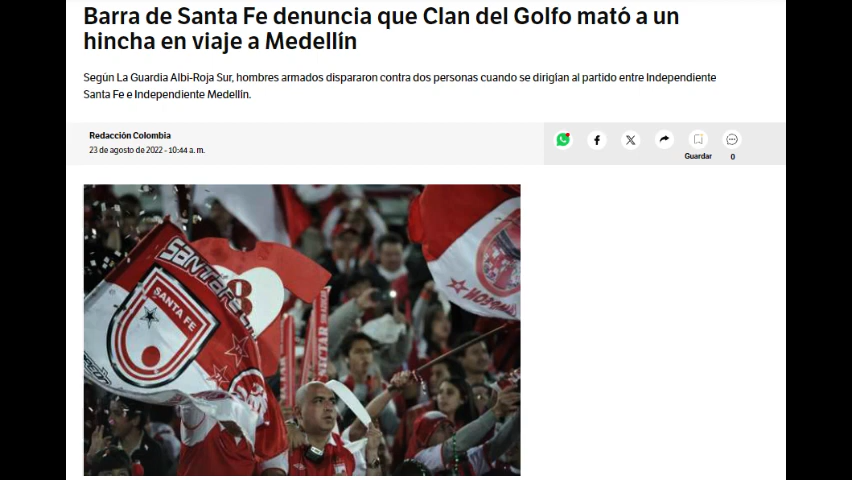 Barra de Santa Fe denuncia que Clan del Golfo mató a un
hincha en viaje a Medellín
Según La Guardia Albi-Roja Sur, hombres armados dispararon contra dos personas cuando se dirigían al partido entre Independiente
Santa Fe e Independiente Medellín.
Redacción Colombia
23 de agosto de 2022 - 10:44 a. m.
Guardar
0
SANTA FE
8